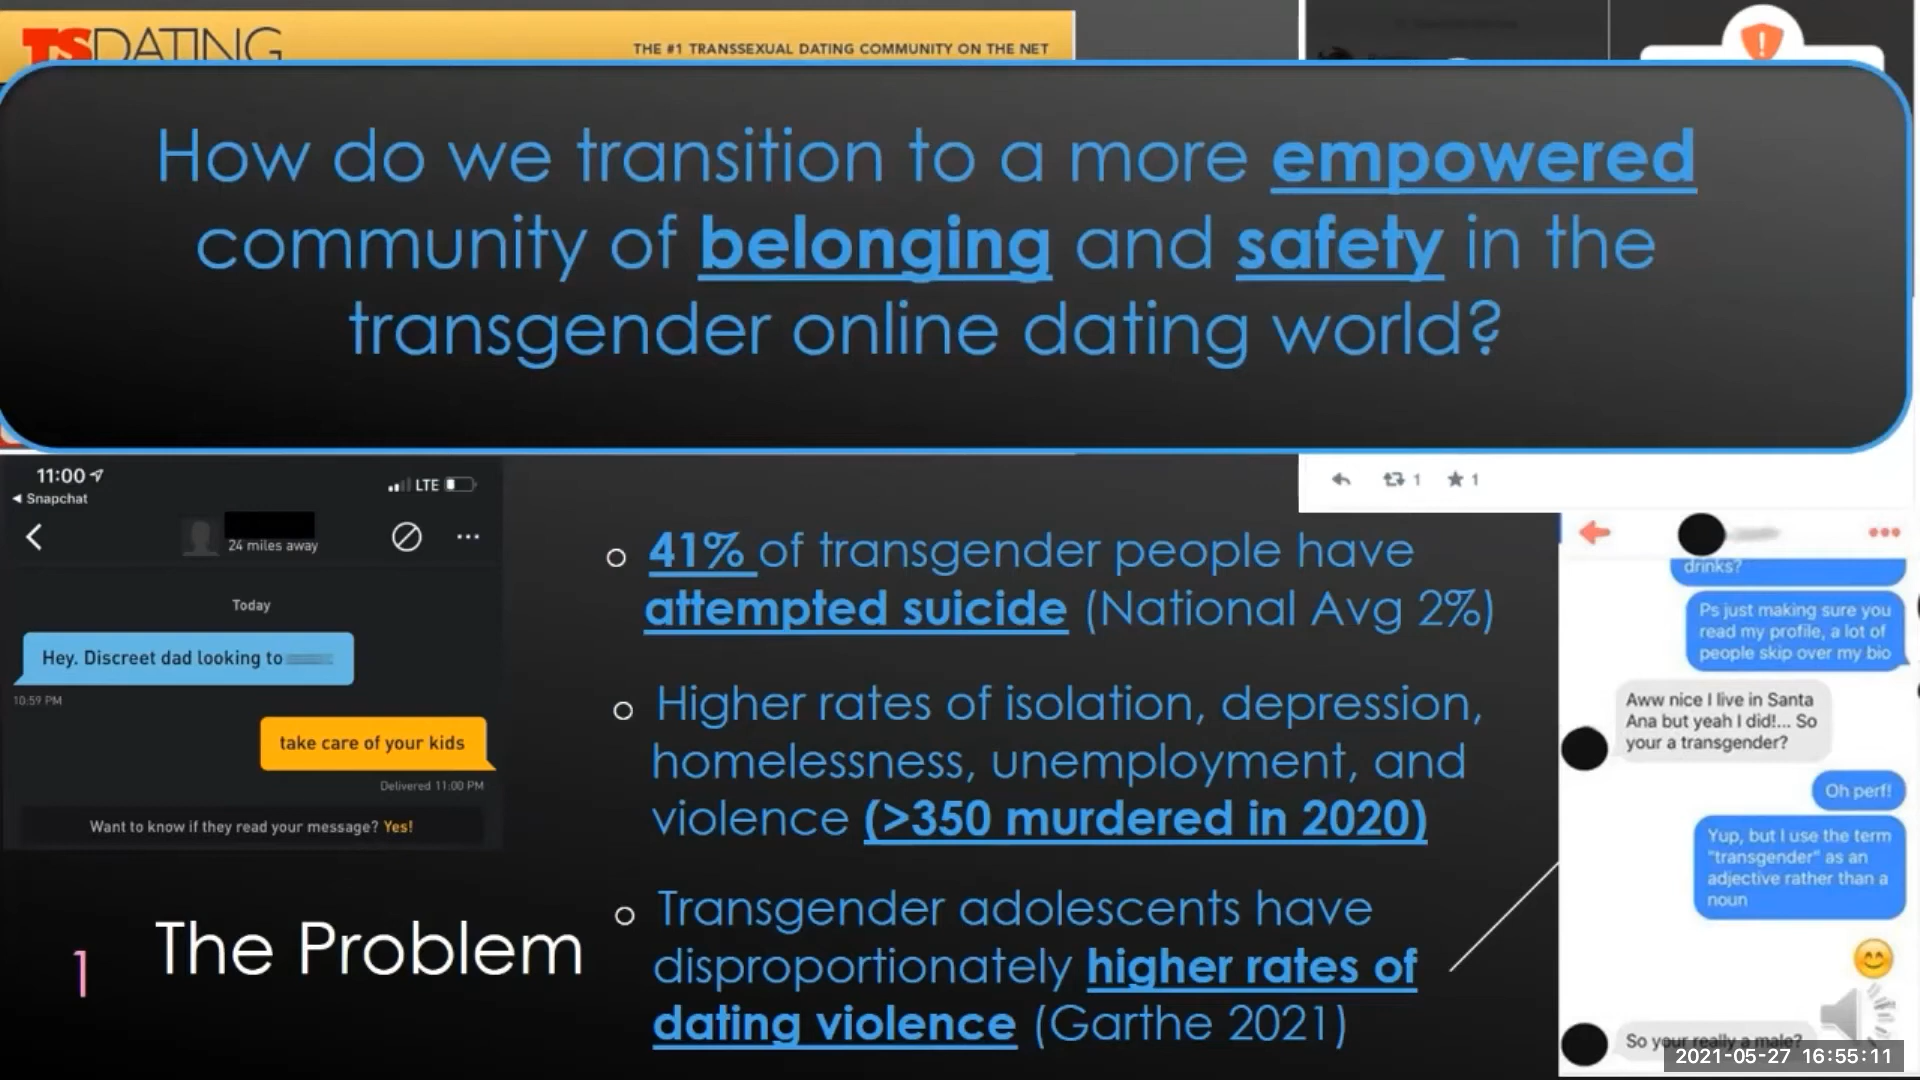 TSDATING
THE #1 TRANSSEXUAL DATING COMMUNITY ON THE NET
How do we transition to a more empowered
community of belonging and safety in the
transgender online dating world?
11:00
LTE
Snapchat
24 miles away
Today
Hey. Discreet dad looking to
10:59 PM
take care of your kids
Delivered 11:00 PM
Want to know if they read your message? Yes!
1 The Problem
1 1
41% of transgender people have
attempted suicide (National Avg 2%)
Higher rates of isolation, depression,
homelessness, unemployment, and
violence (>350 murdered in 2020)
Transgender adolescents have
disproportionately higher rates of
dating violence (Garthe 2021)
drinks?
Ps just making sure you
read my profile, a lot of
people skip over my bio
Aww nice I live in Santa
Ana but yeah I did!... So
your a transgender?
Oh perf!
Yup, but I use the term
"transgender" as an
adjective rather than a
noun
So your really a male?
2021-05-27 16:55:11